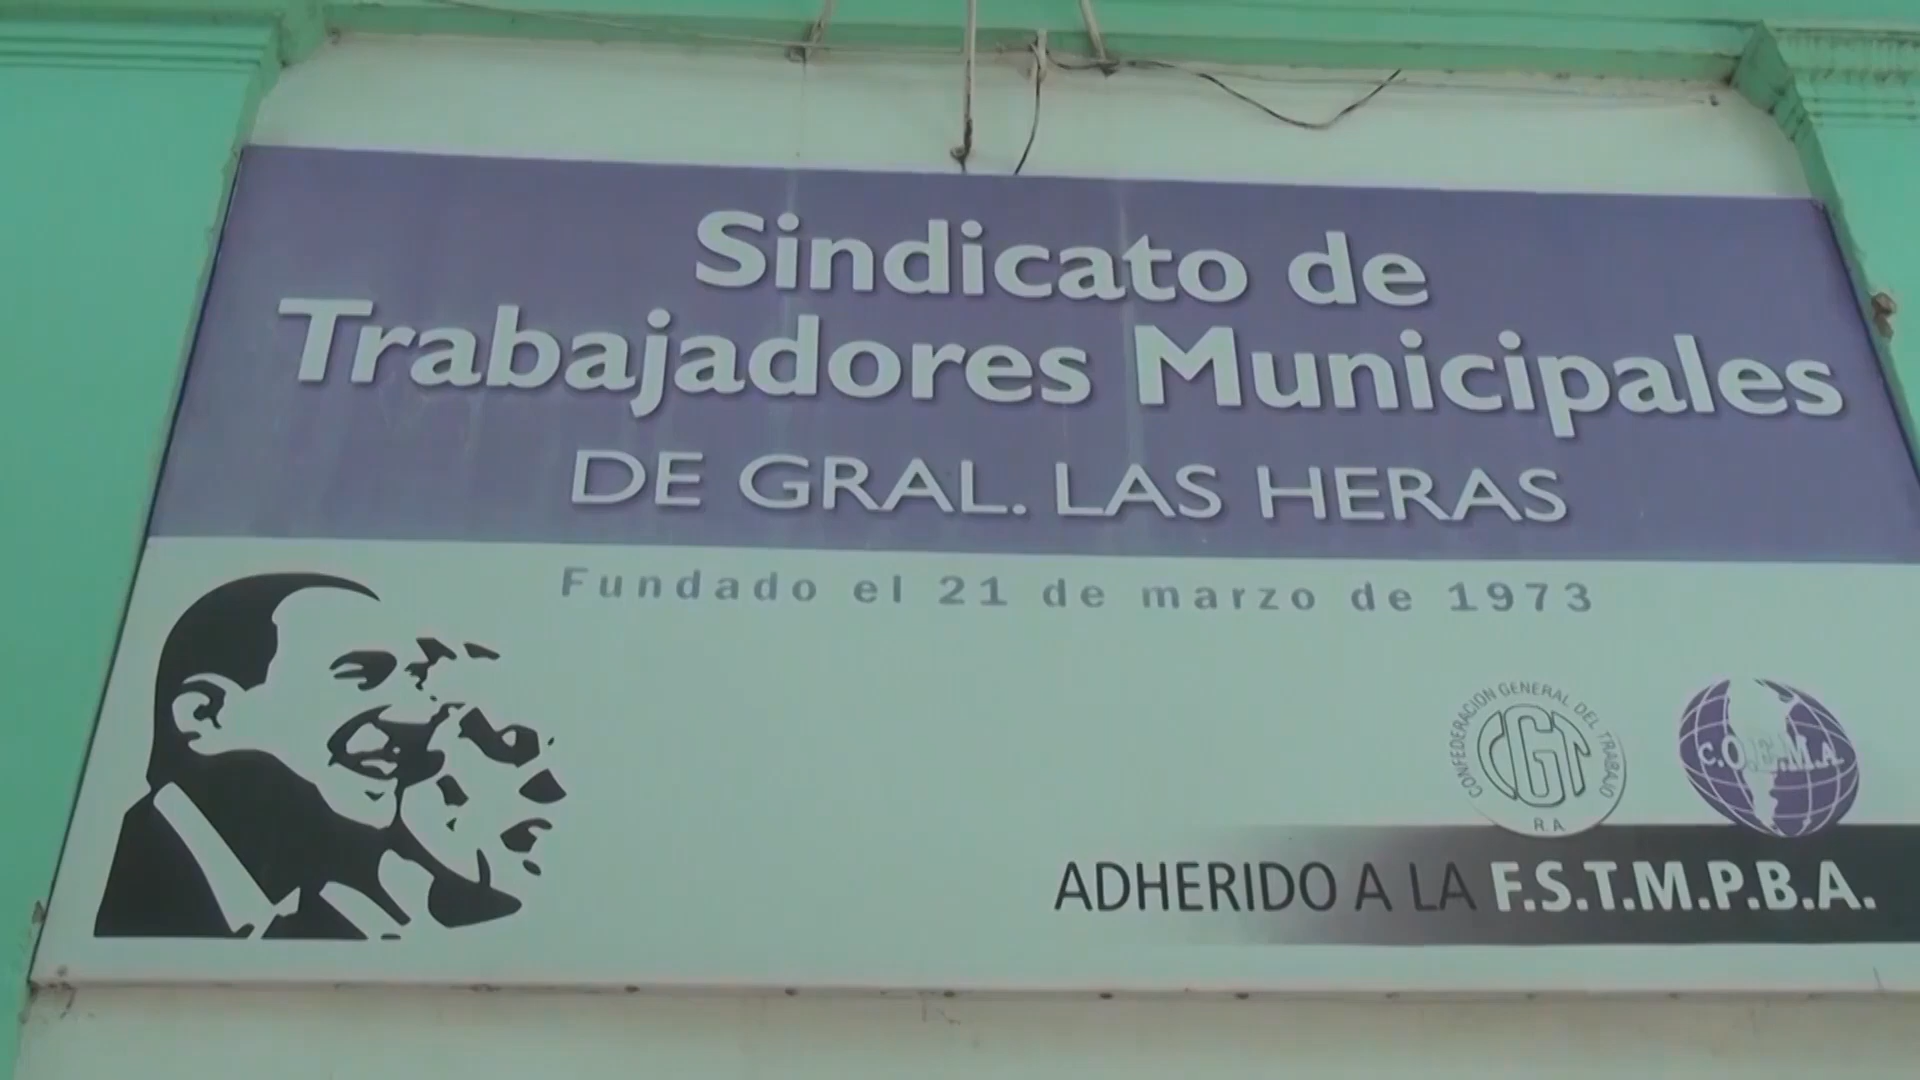 Sindicato de
Trabajadores Municipales
DE GRAL. LAS HERAS
Fundado el 21 de marzo de 1973
CONFEDERACION GENERAL DEL TRABAJO
CGT
R.A.
C.O.E.M.A.
ADHERIDO A LA F.S.T.M.P.B.A.